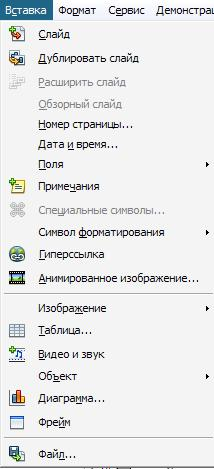 Вставка Формат Сервис Демонстрац
Слайд
Дублировать слайд
Расширить слайд
Обзорный слайд
Номер страницы...
Дата и время...
Поля
Примечания
Специальные символы...
Символ форматирования
Гиперссылка
Анимированное изображение...
Изображение
Таблица...
Видео и звук
Объект
Диаграмма...
Фрейм
Файл...